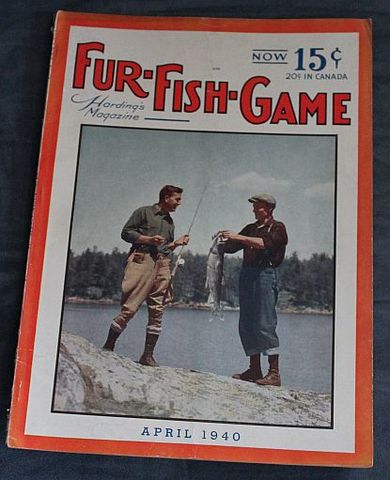 NOW 15¢
20¢ IN CANADA
FUR-FISH-GAME
Harding's
Magazine
APRIL 1940